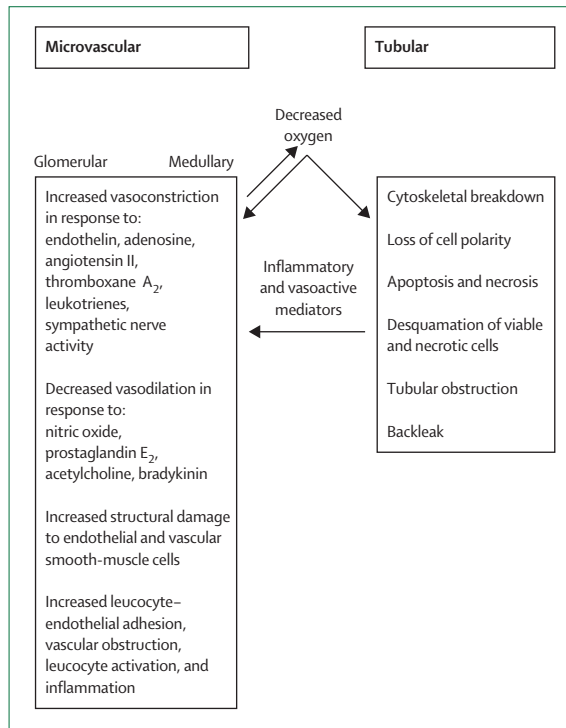 Microvascular
Tubular
Decreased
oxygen
Glomerular
Medullary
Increased vasoconstriction
in response to:
endothelin, adenosine,
angiotensin II,
thromboxane A₂,
leukotrienes,
sympathetic nerve
activity
Decreased vasodilation in
response to:
nitric oxide,
prostaglandin E₂,
acetylcholine, bradykinin
Increased structural damage
to endothelial and vascular
smooth-muscle cells
Increased leucocyte–
endothelial adhesion,
vascular obstruction,
leucocyte activation, and
inflammation
Inflammatory
and vasoactive
mediators
Cytoskeletal breakdown
Loss of cell polarity
Apoptosis and necrosis
Desquamation of viable
and necrotic cells
Tubular obstruction
Backleak